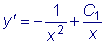 y′ = −1/x² + C₁/x